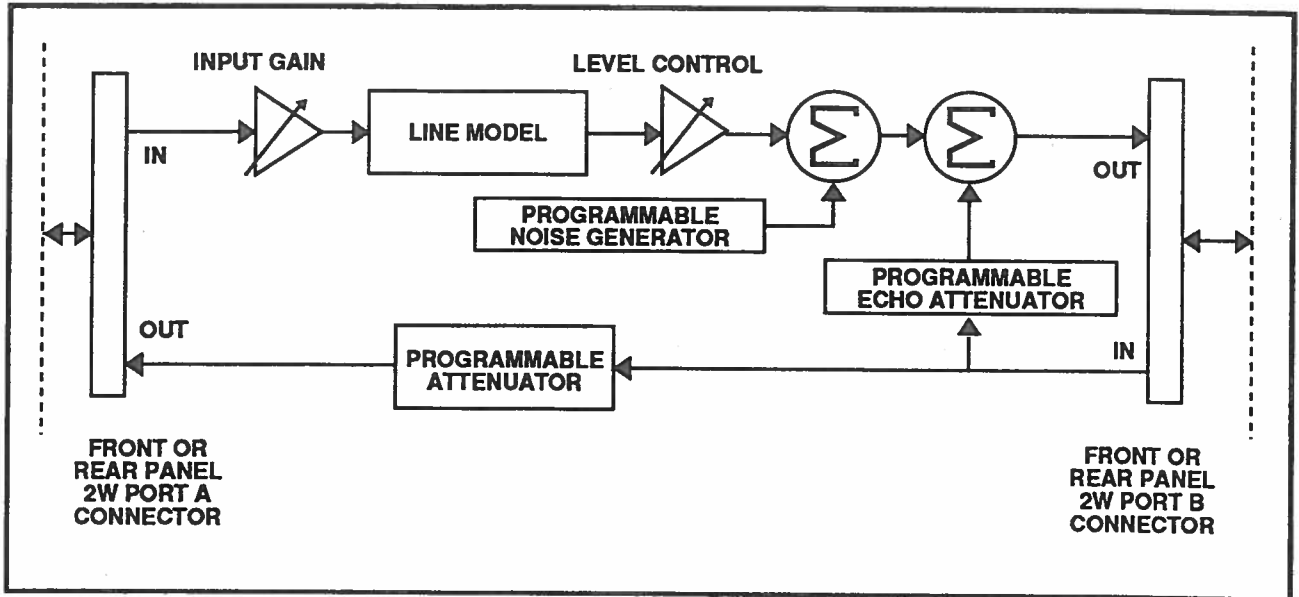 INPUT GAIN
LEVEL CONTROL
LINE MODEL
Σ
Σ
IN
OUT
PROGRAMMABLE
NOISE GENERATOR
PROGRAMMABLE
ECHO ATTENUATOR
OUT
IN
PROGRAMMABLE
ATTENUATOR
FRONT OR
REAR PANEL
2W PORT A
CONNECTOR
FRONT OR
REAR PANEL
2W PORT B
CONNECTOR